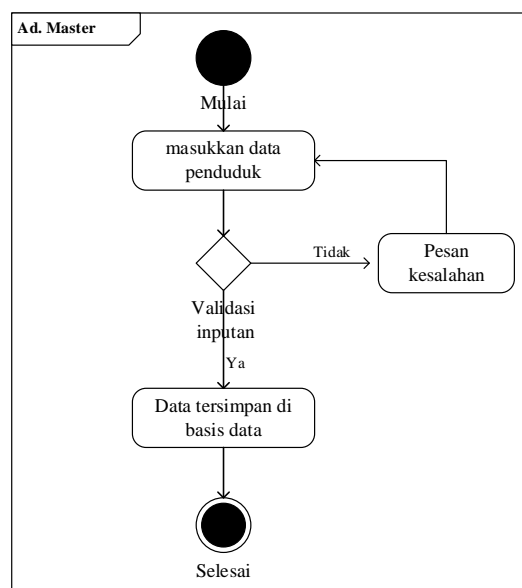 Ad. Master
Mulai
masukkan data
penduduk
Tidak
Pesan
kesalahan
Validasi
inputan
Ya
Data tersimpan di
basis data
Selesai